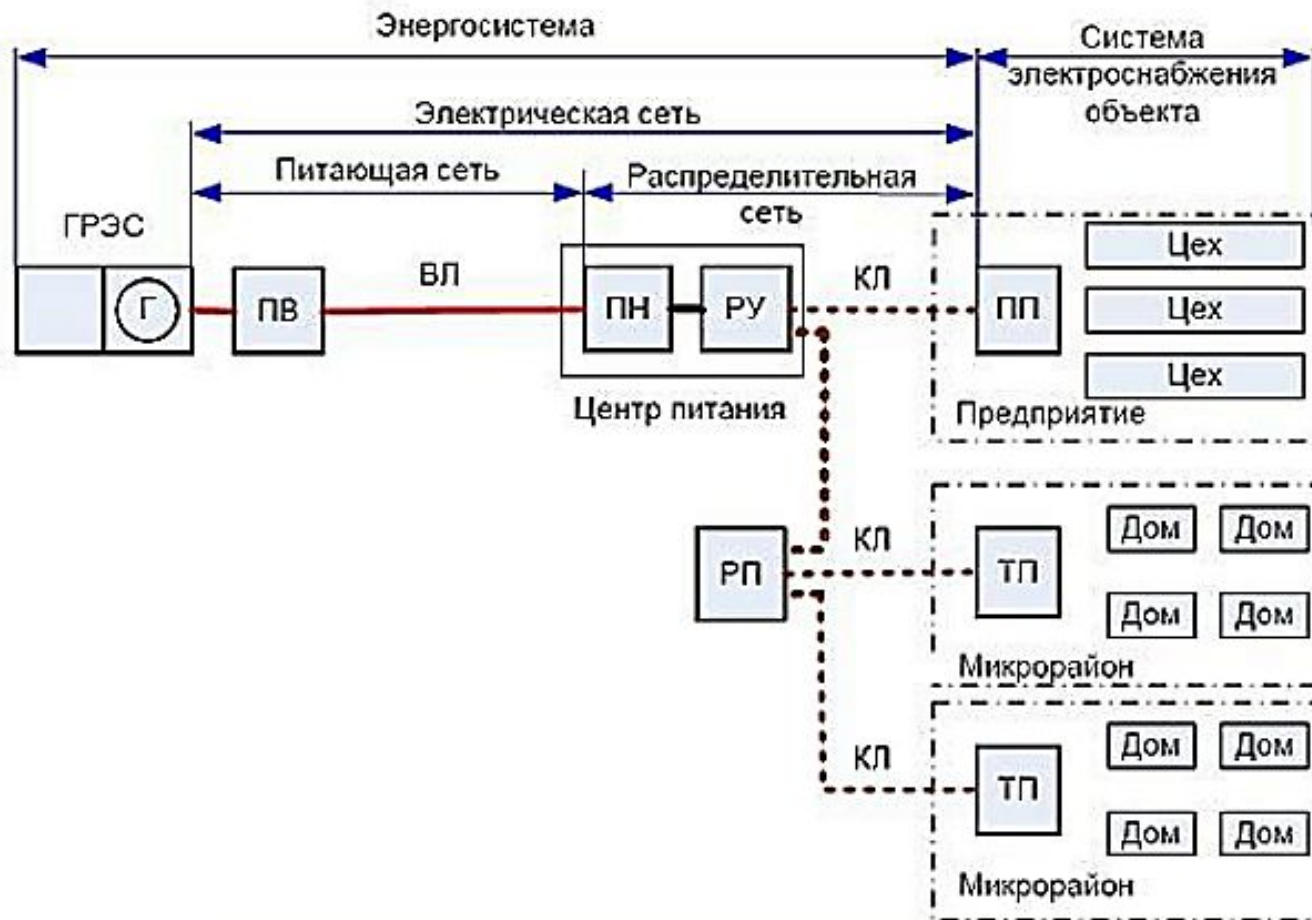 Энергосистема
Система
электроснабжения
объекта
Электрическая сеть
Питающая сеть
Распределительная
сеть
ГРЭС
Г
ПВ
ВЛ
ПН
РУ
КЛ
ПП
Цех
Цех
Цех
Центр питания
Предприятие
РП
КЛ
ТП
Дом Дом
Дом Дом
Микрорайон
КЛ
ТП
Дом Дом
Дом Дом
Микрорайон